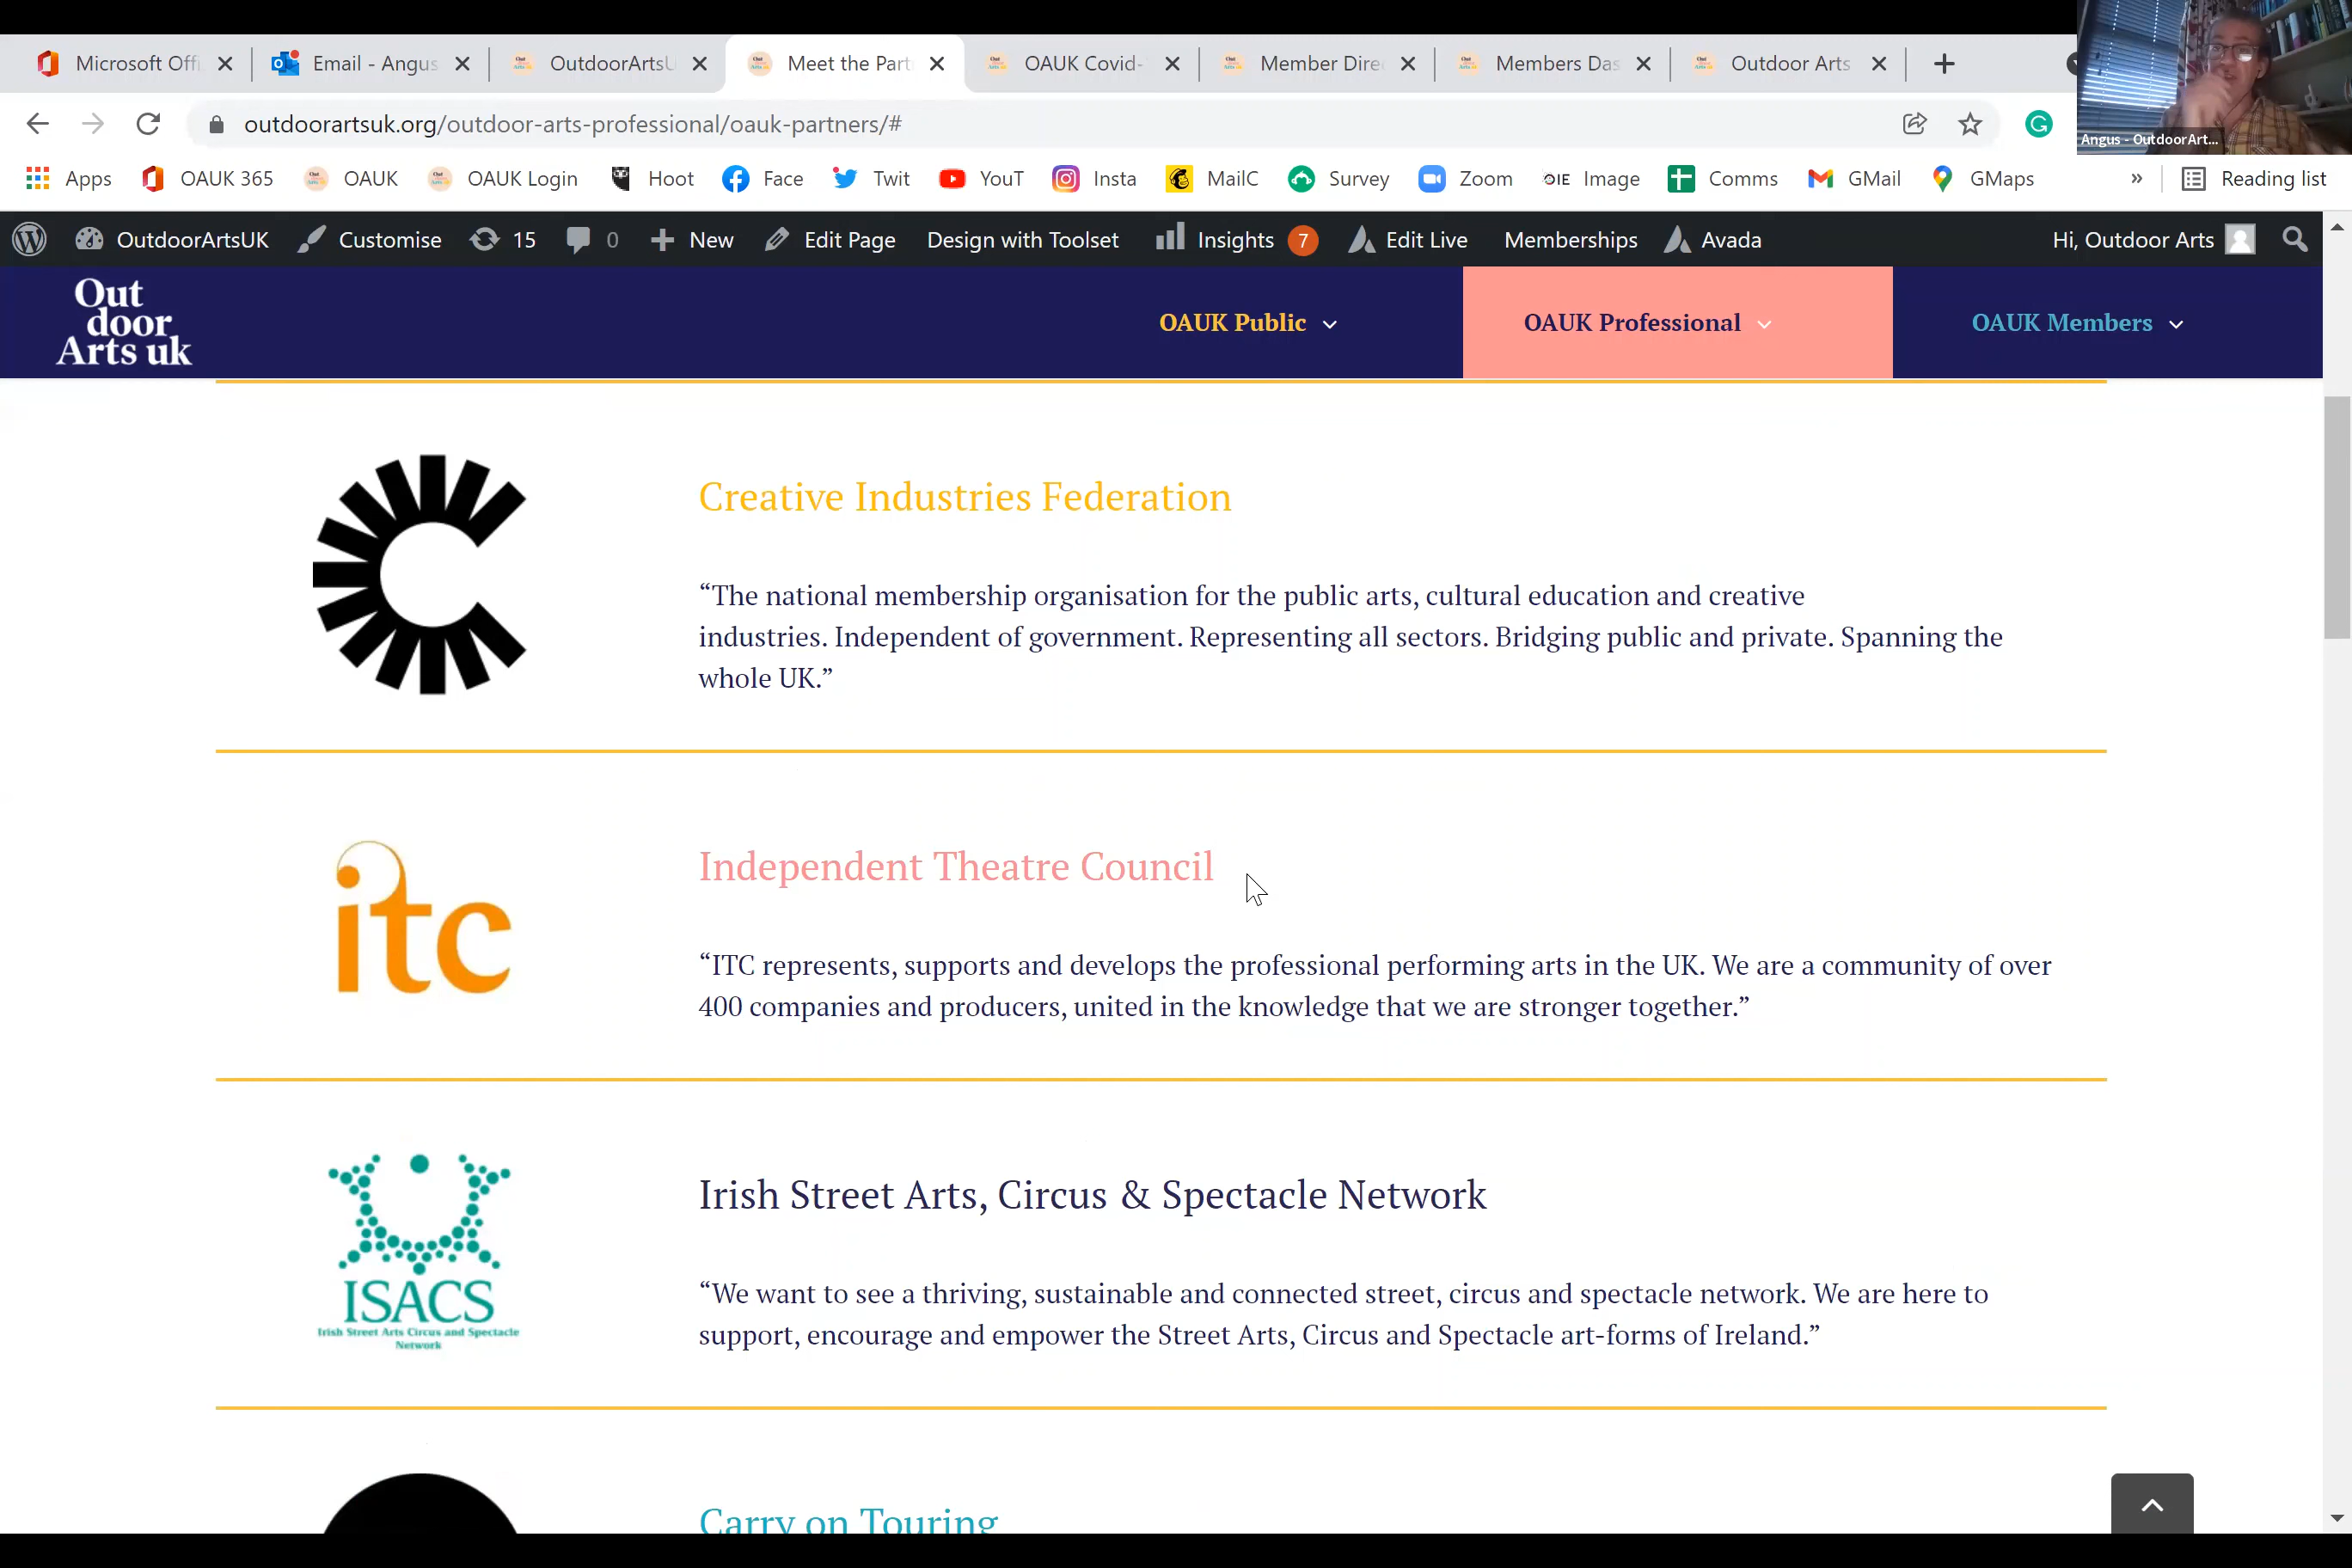 Microsoft Offi
Email - Angus
OutdoorArtsU
Meet the Part
OAUK Covid-
Member Dire
Members Das
Outdoor Arts
outdoorartsuk.org/outdoor-arts-professional/oauk-partners/#
Angus - OutdoorArt...
Apps
OAUK 365
OAUK
OAUK Login
Hoot
Face
Twit
YouT
Insta
MailC
Survey
Zoom
OIE Image
Comms
GMail
GMaps
»
Reading list
OutdoorArtsUK
Customise
15
0
New
Edit Page
Design with Toolset
Insights 7
Edit Live
Memberships
Avada
Hi, Outdoor Arts
Out
door
Arts uk
OAUK Public
OAUK Professional
OAUK Members
Creative Industries Federation
“The national membership organisation for the public arts, cultural education and creative
industries. Independent of government. Representing all sectors. Bridging public and private. Spanning the
whole UK.”
itc
Independent Theatre Council
“ITC represents, supports and develops the professional performing arts in the UK. We are a community of over
400 companies and producers, united in the knowledge that we are stronger together.”
ISACS
Irish Street Arts Circus and Spectacle
Network
Irish Street Arts, Circus & Spectacle Network
“We want to see a thriving, sustainable and connected street, circus and spectacle network. We are here to
support, encourage and empower the Street Arts, Circus and Spectacle art-forms of Ireland.”
Carry on Touring